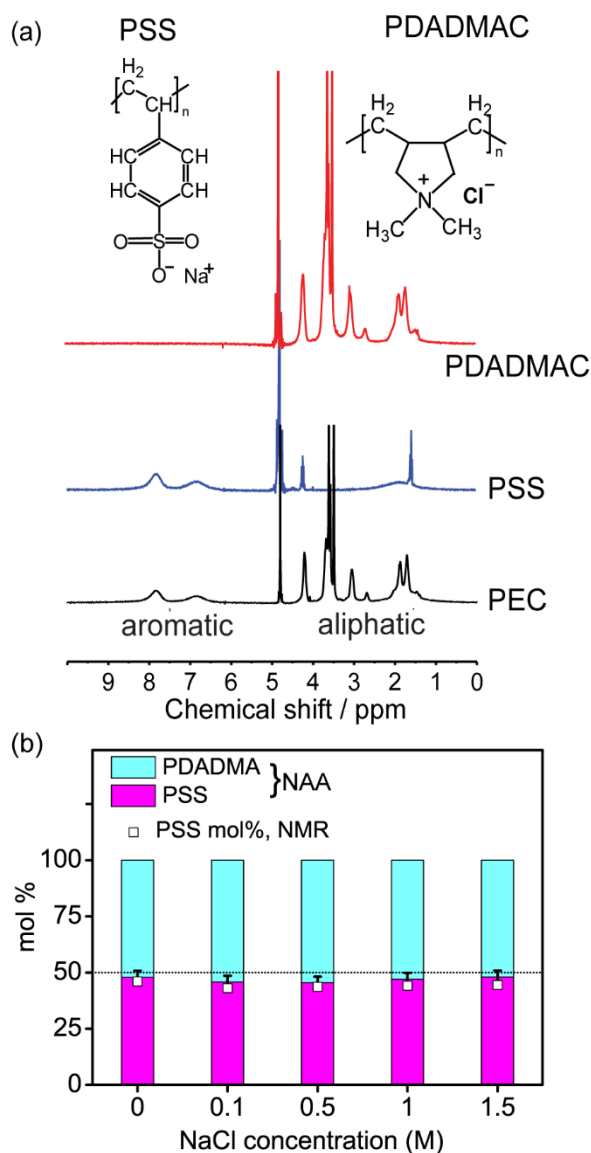 (a)
PSS
PDADMAC
H2
C
CH
n
HC
CH
HC
CH
O=S=O
O− Na+
H2
C
H2
C
n
+
N
Cl−
H3C
CH3
PDADMAC
PSS
PEC
aromatic
aliphatic
10 9 8 7 6 5 4 3 2 1 0
Chemical shift / ppm
(b)
PDADMA
PSS
}NAA
PSS mol%, NMR
100
75
50
25
0
mol %
0 0.1 0.5 1 1.5
NaCl concentration (M)